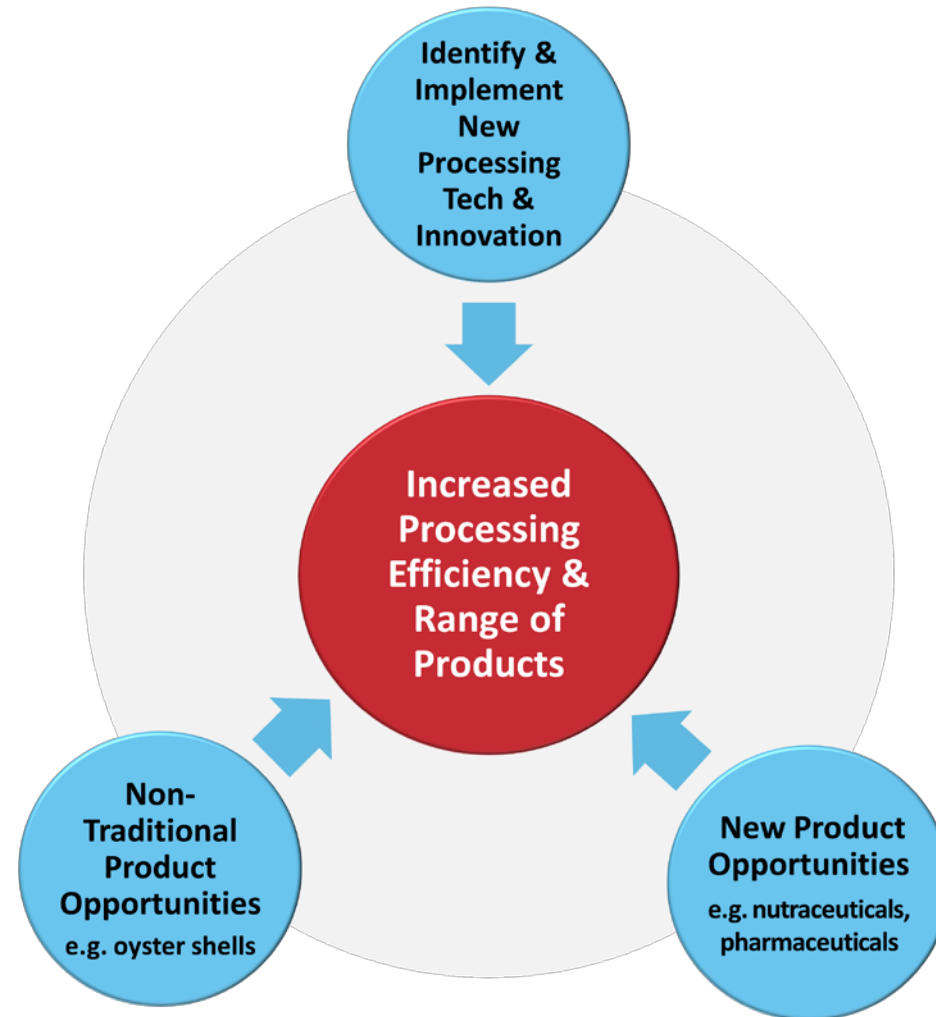 Identify &
Implement
New
Processing
Tech &
Innovation
Increased
Processing
Efficiency &
Range of
Products
Non-
Traditional
Product
Opportunities
e.g. oyster shells
New Product
Opportunities
e.g. nutraceuticals,
pharmaceuticals